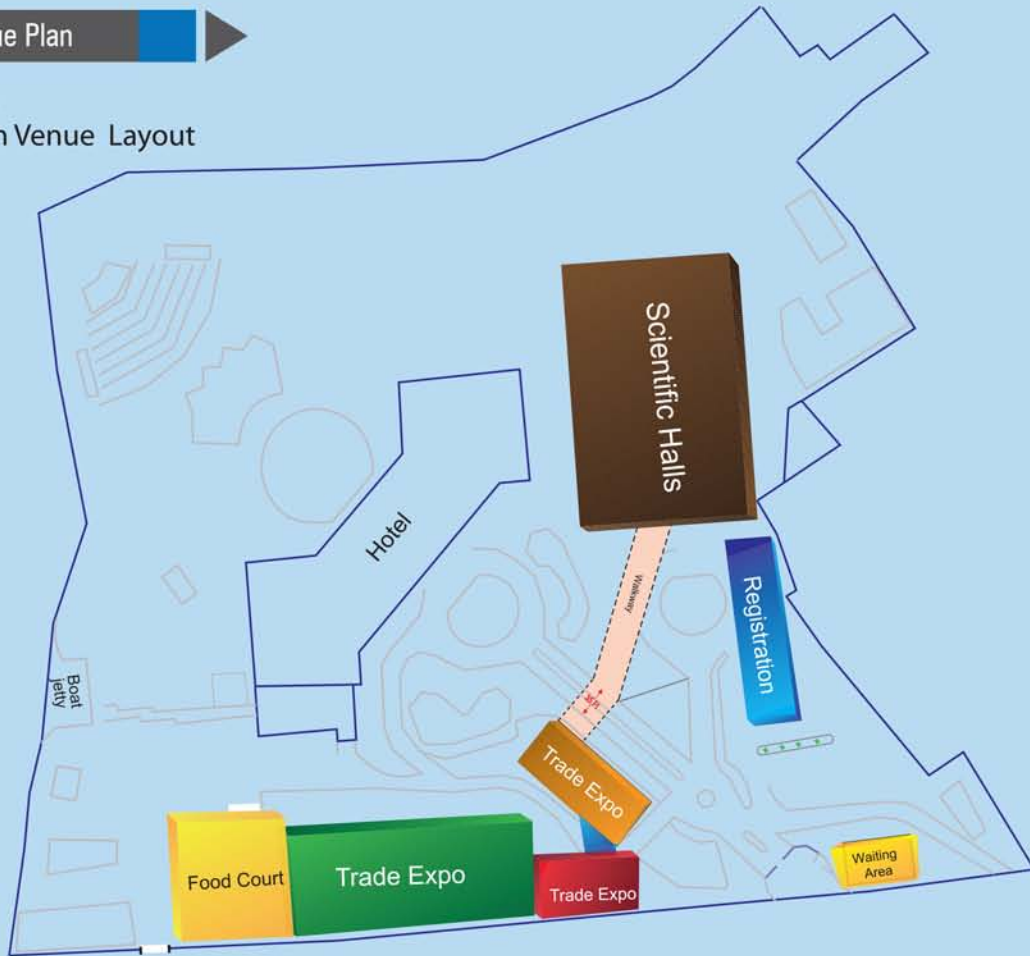 ue Plan
n Venue Layout
Scientific Halls
Hotel
Walkway
Registration
Boat
jetty
Trade Expo
Food Court
Trade Expo
Trade Expo
Waiting
Area